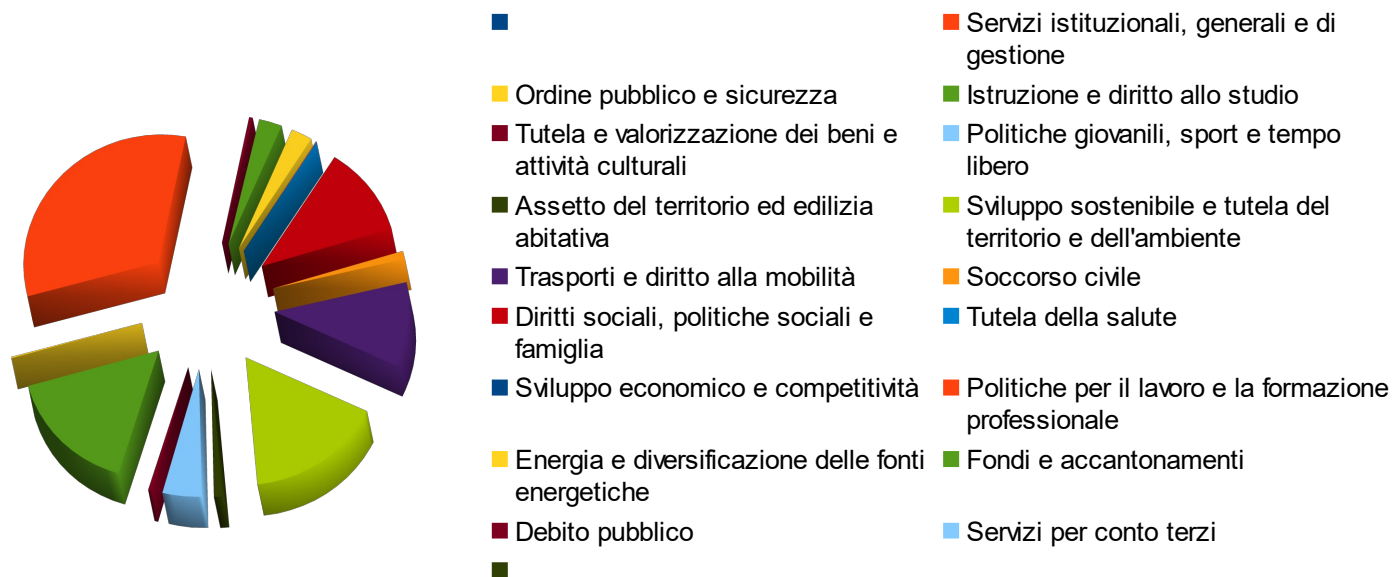 Servizi istituzionali, generali e di
gestione
Ordine pubblico e sicurezza
Istruzione e diritto allo studio
Tutela e valorizzazione dei beni e
attività culturali
Politiche giovanili, sport e tempo
libero
Assetto del territorio ed edilizia
abitativa
Sviluppo sostenibile e tutela del
territorio e dell'ambiente
Trasporti e diritto alla mobilità
Soccorso civile
Diritti sociali, politiche sociali e
famiglia
Tutela della salute
Sviluppo economico e competitività
Politiche per il lavoro e la formazione
professionale
Energia e diversificazione delle fonti
energetiche
Fondi e accantonamenti
Debito pubblico
Servizi per conto terzi